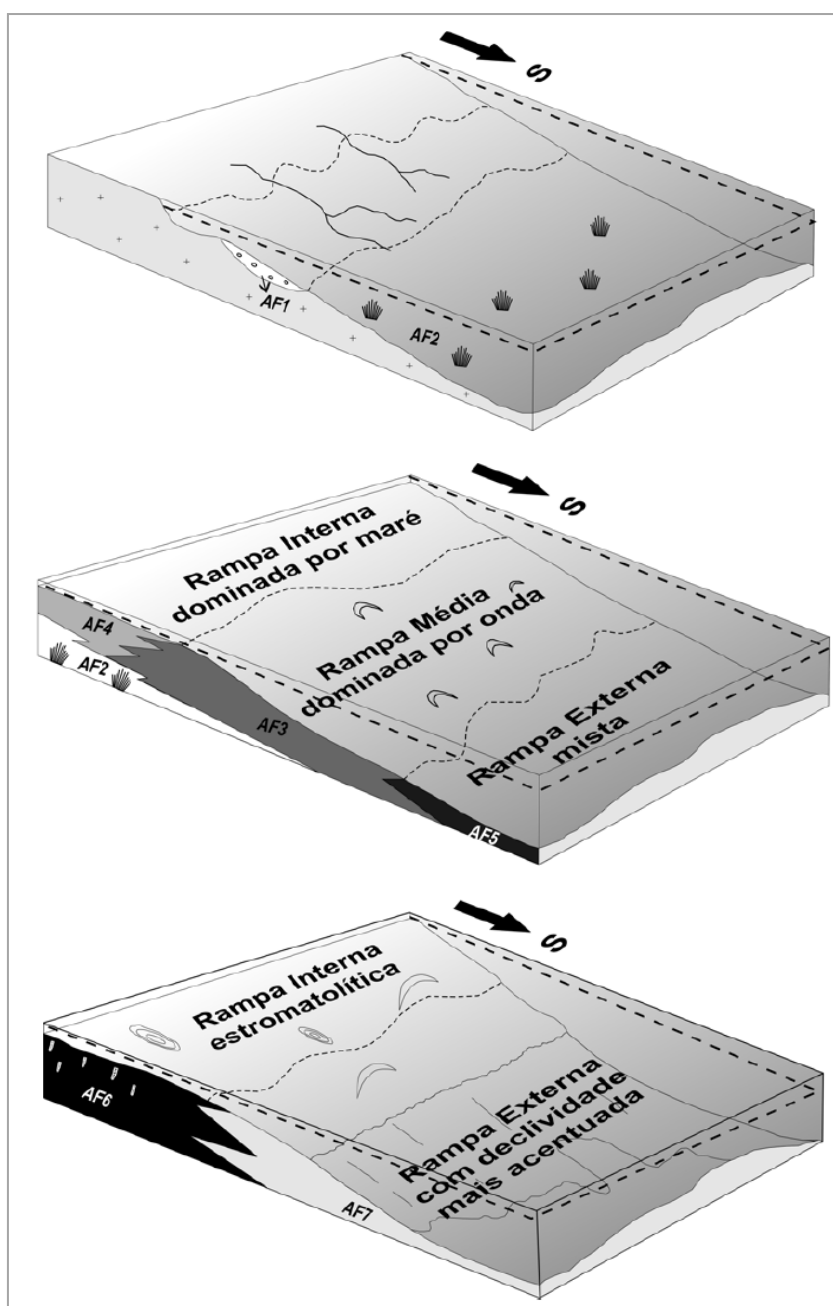 S
AF1
AF2
S
Rampa Interna
dominada por maré
Rampa Média
dominada por onda
Rampa Externa
mista
AF4
AF2
AF3
AF5
S
Rampa Interna
estromatolítica
Rampa Externa
com declividade
mais acentuada
AF6
AF7